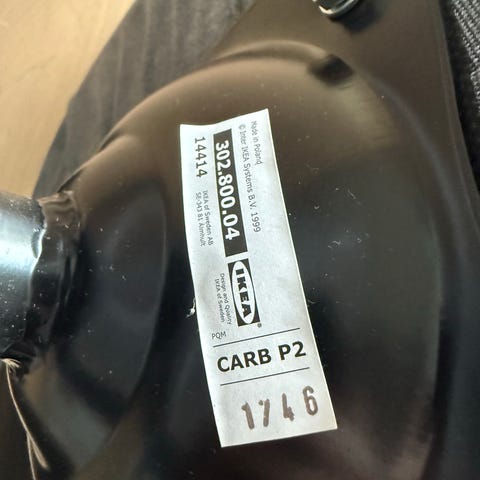 Made in Poland
© Inter IKEA Systems B.V. 1999
302.800.04
14414
IKEA of Sweden AB
SE-343 81 Älmhult
IKEA®
Design and Quality
IKEA of Sweden
PQM
CARB P2
1746